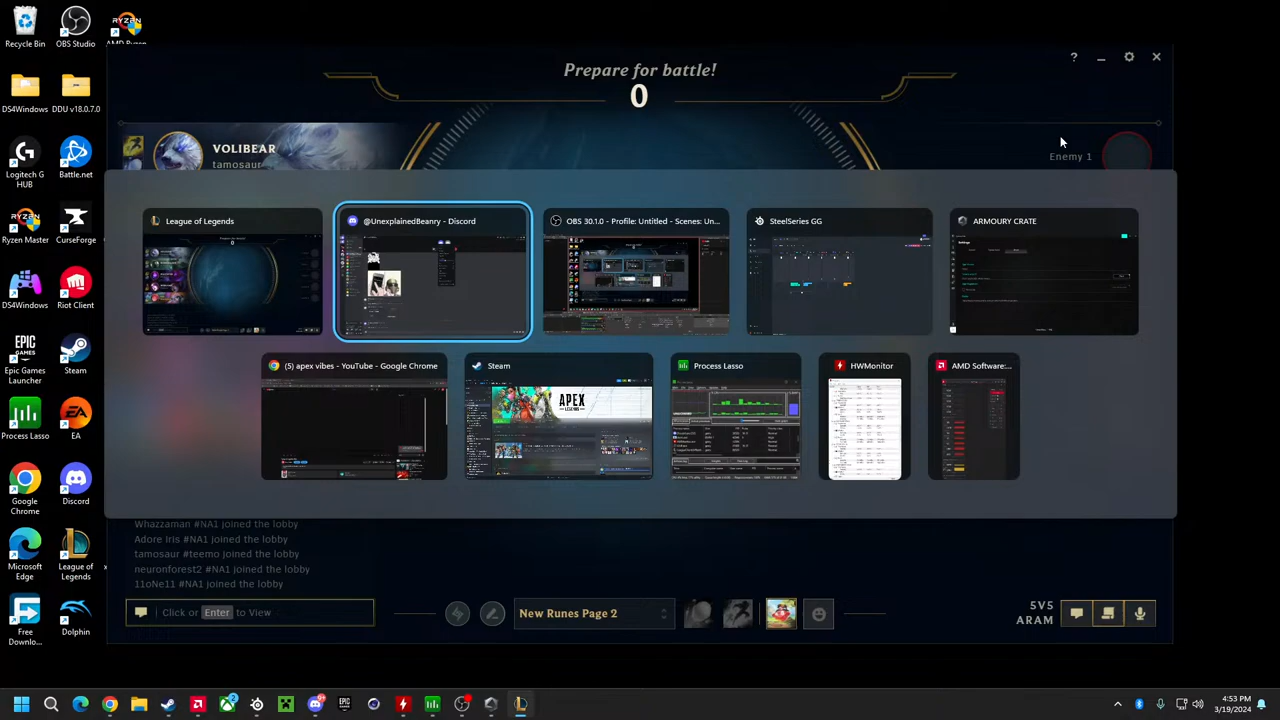 Recycle Bin
OBS Studio
AMD Ryzen
DS4Windows
DDU v18.0.7.0
Logitech G
HUB
Battle.net
Ryzen Master
CurseForge
DS4Windows
Riot Client
Epic Games
Launcher
Steam
Process Lasso
EA
Google
Chrome
Discord
Microsoft
Edge
League of
Legends
Free
Downlo...
Dolphin
Prepare for battle!
0
?
VOLIBEAR
tamosaur
Enemy 1
League of Legends
@UnexplainedBeanry - Discord
OBS 30.1.0 - Profile: Untitled - Scenes: Un...
SteelSeries GG
ARMOURY CRATE
(5) apex vibes - YouTube - Google Chrome
Steam
Process Lasso
HWMonitor
AMD Software:...
APEX
Whazzaman #NA1 joined the lobby
Adore Iris #NA1 joined the lobby
tamosaur #teemo joined the lobby
neuronforest2 #NA1 joined the lobby
11oNe11 #NA1 joined the lobby
Click or Enter to View
New Runes Page 2
5V5
ARAM
4:53 PM
3/19/2024